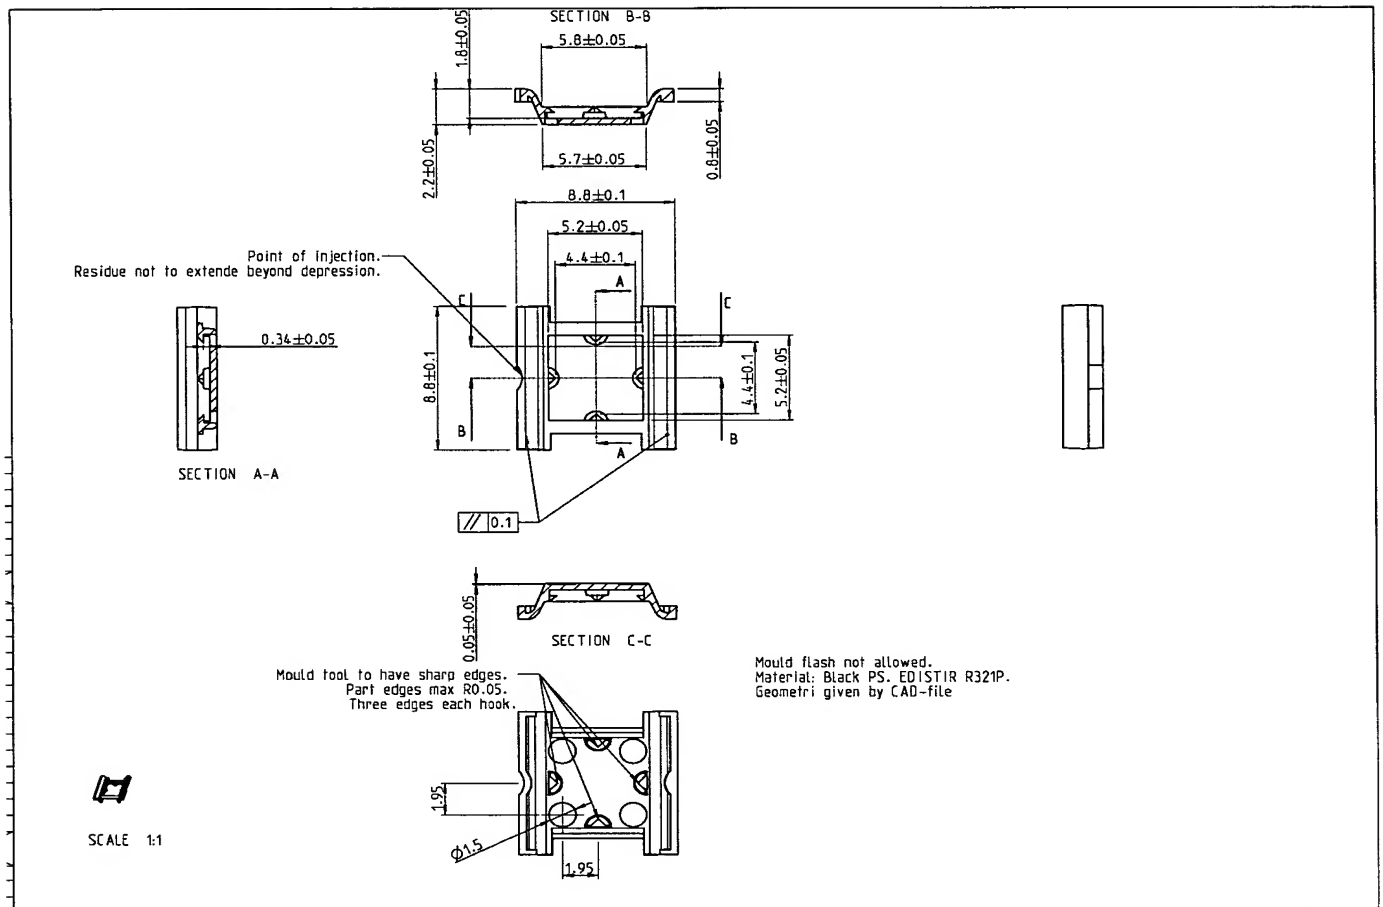 SECTION B-B
5.8±0.05
1.8±0.05
2.2±0.05
0.8±0.05
5.7±0.05
8.8±0.1
5.2±0.05
4.4±0.1
Point of injection.
Residue not to extende beyond depression.
A
C
C
0.34±0.05
8.8±0.1
4.4±0.1
5.2±0.05
B
B
A
SECTION A-A
// 0.1
0.05±0.05
SECTION C-C
Mould tool to have sharp edges.
Part edges max R0.05.
Three edges each hook.
Mould flash not allowed.
Material: Black PS. EDISTIR R321P.
Geometri given by CAD-file
1.95
Ø1.5
1.95
SCALE 1:1